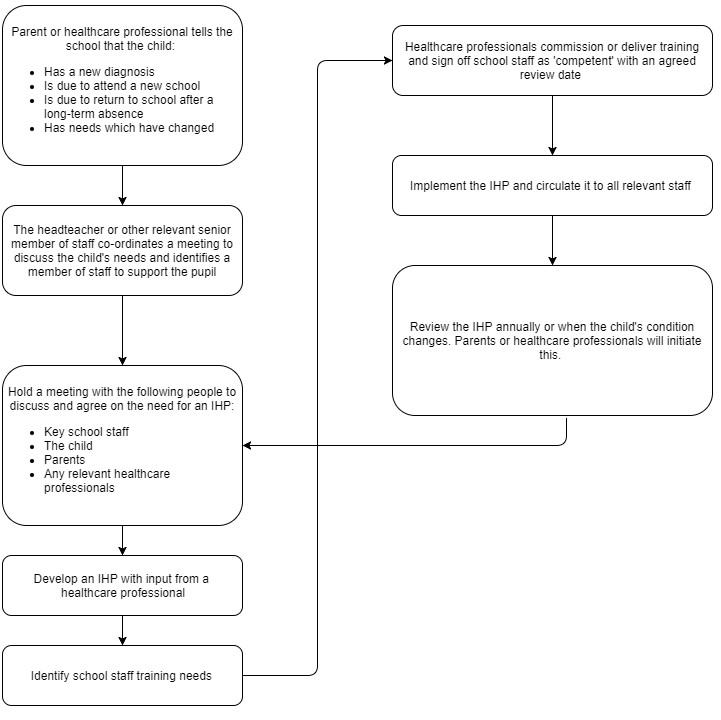 Parent or healthcare professional tells the
school that the child:
Has a new diagnosis
Is due to attend a new school
Is due to return to school after a
long-term absence
Has needs which have changed
The headteacher or other relevant senior
member of staff co-ordinates a meeting to
discuss the child's needs and identifies a
member of staff to support the pupil
Hold a meeting with the following people to
discuss and agree on the need for an IHP:
Key school staff
The child
Parents
Any relevant healthcare
professionals
Develop an IHP with input from a
healthcare professional
Identify school staff training needs
Healthcare professionals commission or deliver training
and sign off school staff as 'competent' with an agreed
review date
Implement the IHP and circulate it to all relevant staff
Review the IHP annually or when the child's condition
changes. Parents or healthcare professionals will initiate
this.